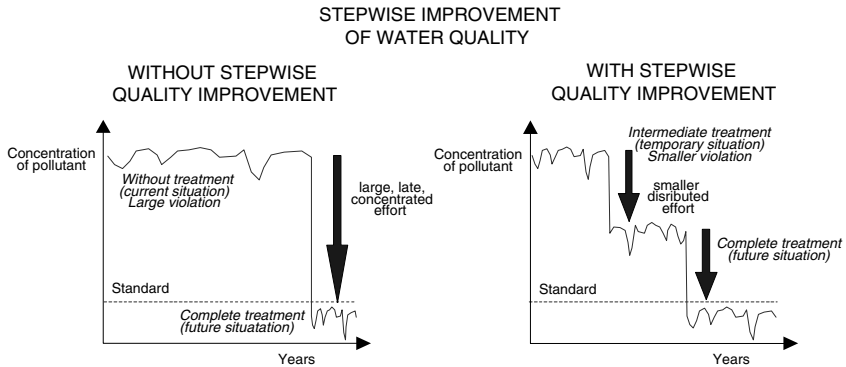 STEPWISE IMPROVEMENT
OF WATER QUALITY
WITHOUT STEPWISE
QUALITY IMPROVEMENT
Concentration
of pollutant
Without treatment
(current situation)
Large violation
large, late,
concentrated
effort
Standard
Complete treatment
(future situatation)
Years
WITH STEPWISE
QUALITY IMPROVEMENT
Concentration
of pollutant
Intermediate treatment
(temporary situation)
Smaller violation
smaller
disributed
effort
Complete treatment
(future situation)
Standard
Years